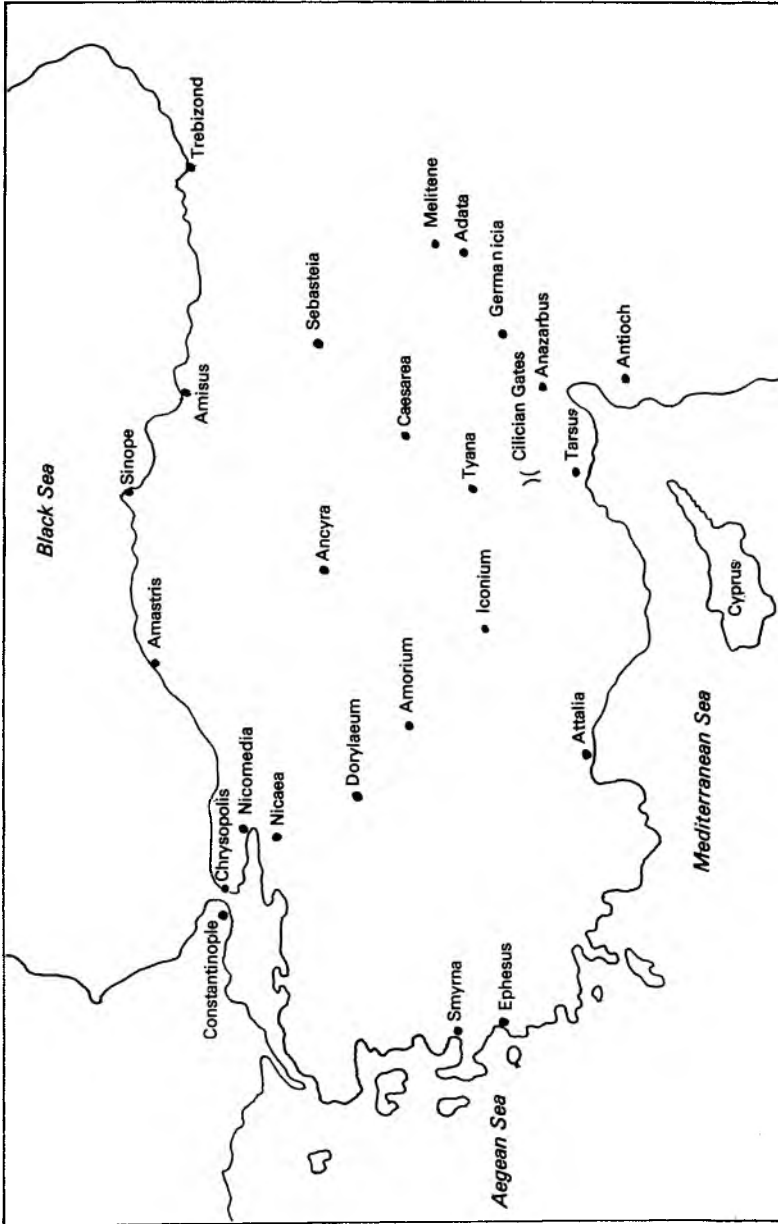 Black Sea
Trebizond
Sinope
Amisus
Amastris
Constantinople
Chrysopolis
Nicomedia
Nicaea
Sebasteia
Ancyra
Dorylaeum
Melitene
Caesarea
Amorium
Adata
Tyana
Iconium
Germanicia
Smyrna
Cilician Gates
Anazarbus
Ephesus
Tarsus
Antioch
Attalia
Aegean Sea
Cyprus
Mediterranean Sea